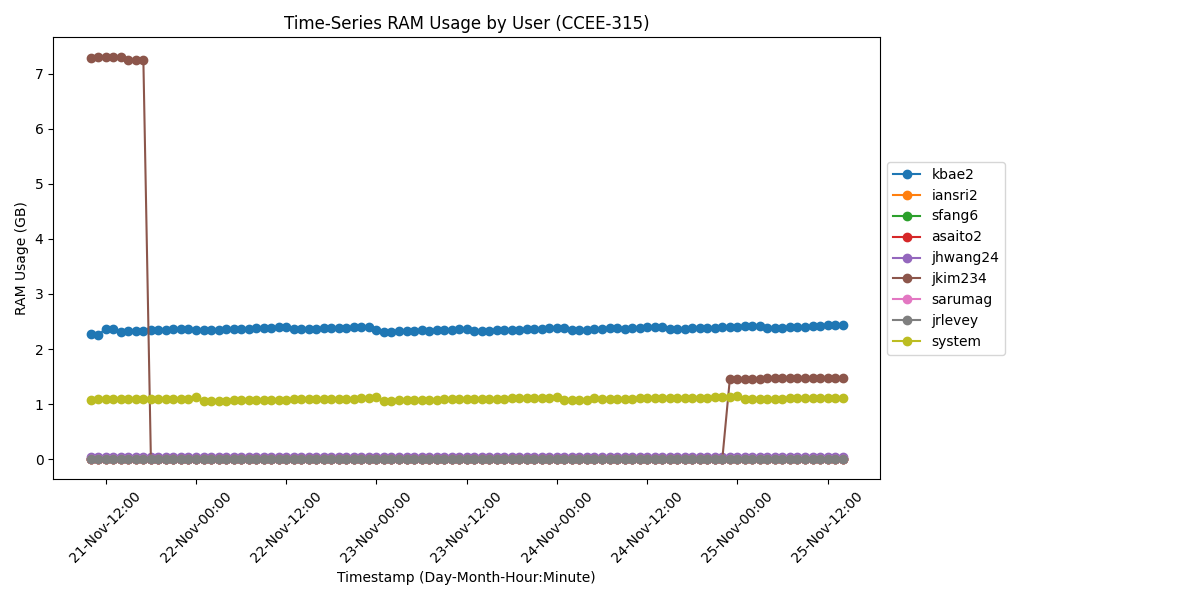 Time-Series RAM Usage by User (CCEE-315)
RAM Usage (GB)
7
6
5
4
3
2
1
0
21-Nov-12:00
22-Nov-00:00
22-Nov-12:00
23-Nov-00:00
23-Nov-12:00
24-Nov-00:00
24-Nov-12:00
25-Nov-00:00
25-Nov-12:00
Timestamp (Day-Month-Hour:Minute)
kbae2
iansri2
sfang6
asaito2
jhwang24
jkim234
sarumag
jrlevey
system